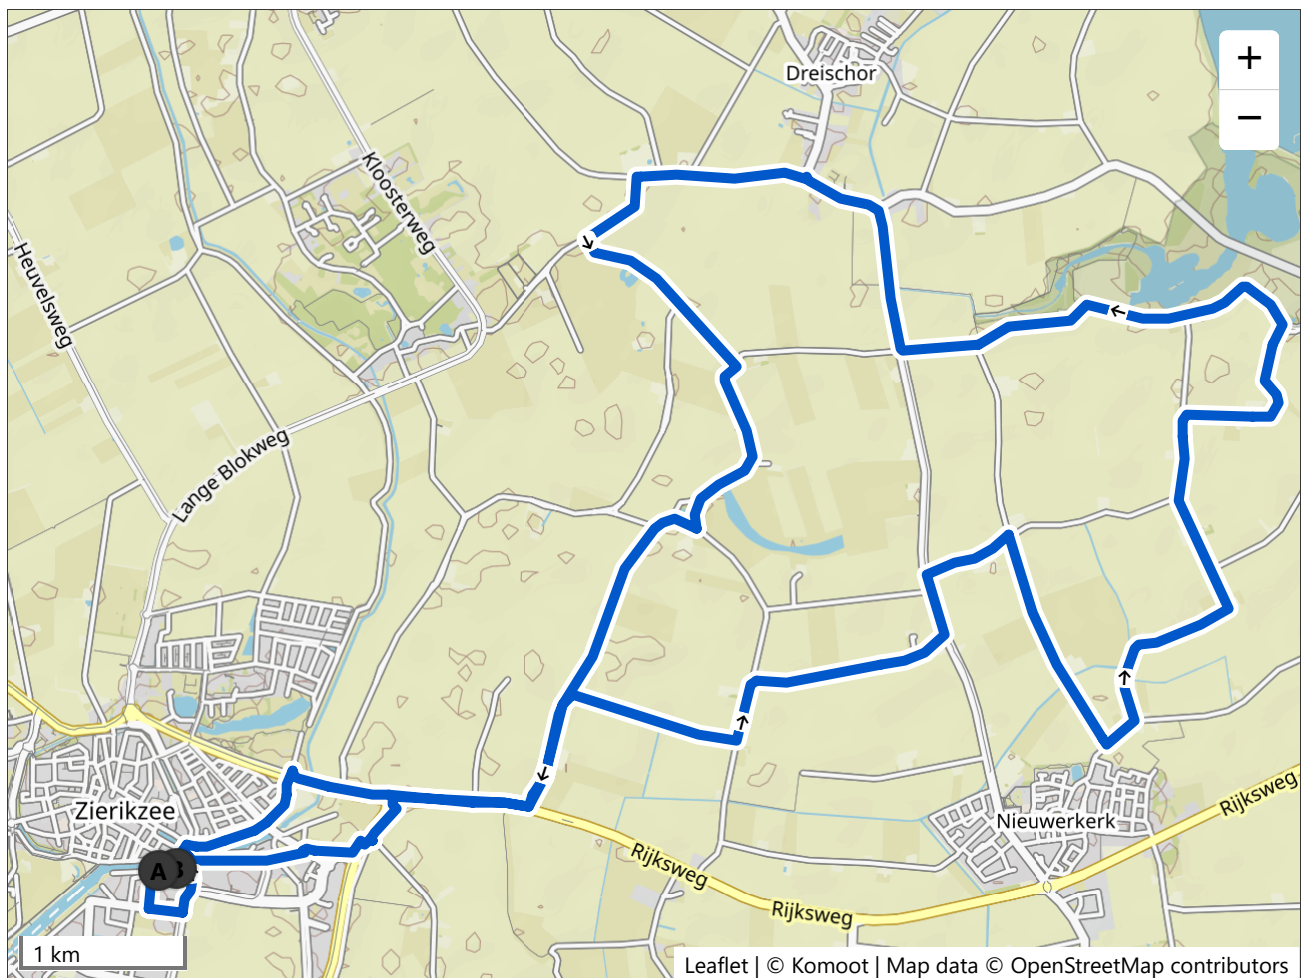 +
Dreischor
−
Kloosterweg
Heuvelsweg
Lange Blokweg
Zierikzee
Nieuwerkerk
Rijksweg
Rijksweg
Rijksweg
A
1 km
Leaflet | © Komoot | Map data © OpenStreetMap contributors